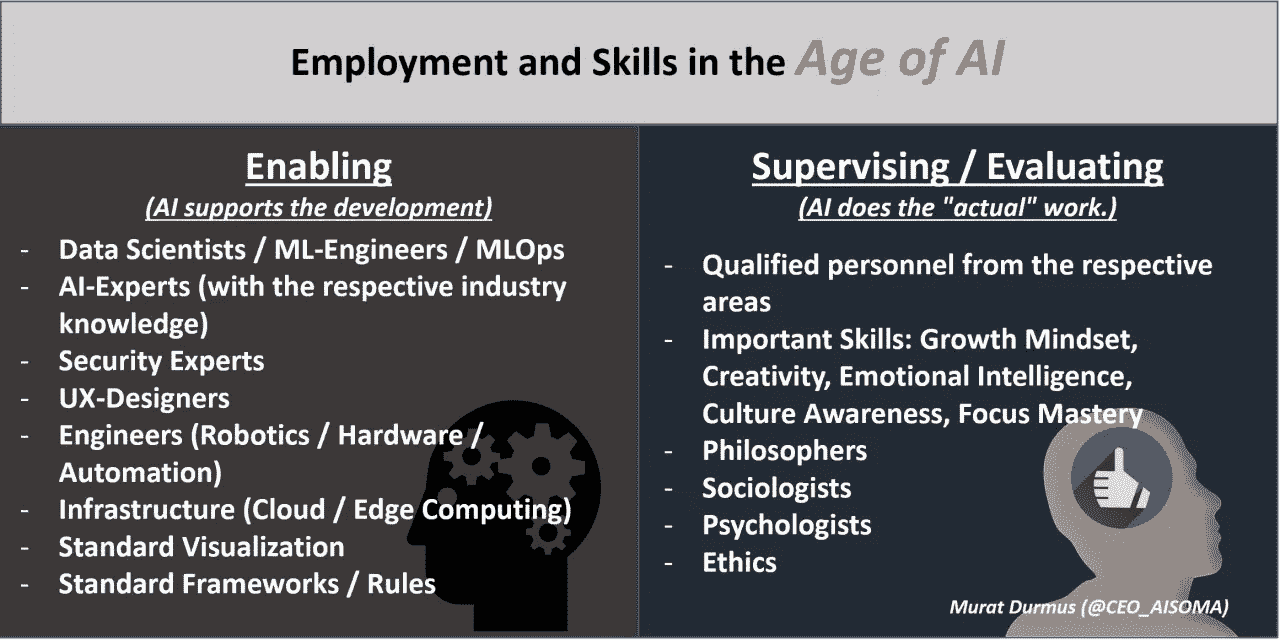 Employment and Skills in the Age of AI
Enabling
(AI supports the development)
- Data Scientists / ML-Engineers / MLOps
- AI-Experts (with the respective industry
knowledge)
- Security Experts
- UX-Designers
- Engineers (Robotics / Hardware /
Automation)
- Infrastructure (Cloud / Edge Computing)
- Standard Visualization
- Standard Frameworks / Rules
Supervising / Evaluating
(AI does the "actual" work.)
- Qualified personnel from the respective
areas
- Important Skills: Growth Mindset,
Creativity, Emotional Intelligence,
Culture Awareness, Focus Mastery
- Philosophers
- Sociologists
- Psychologists
- Ethics
Murat Durmus (@CEO_AISOMA)